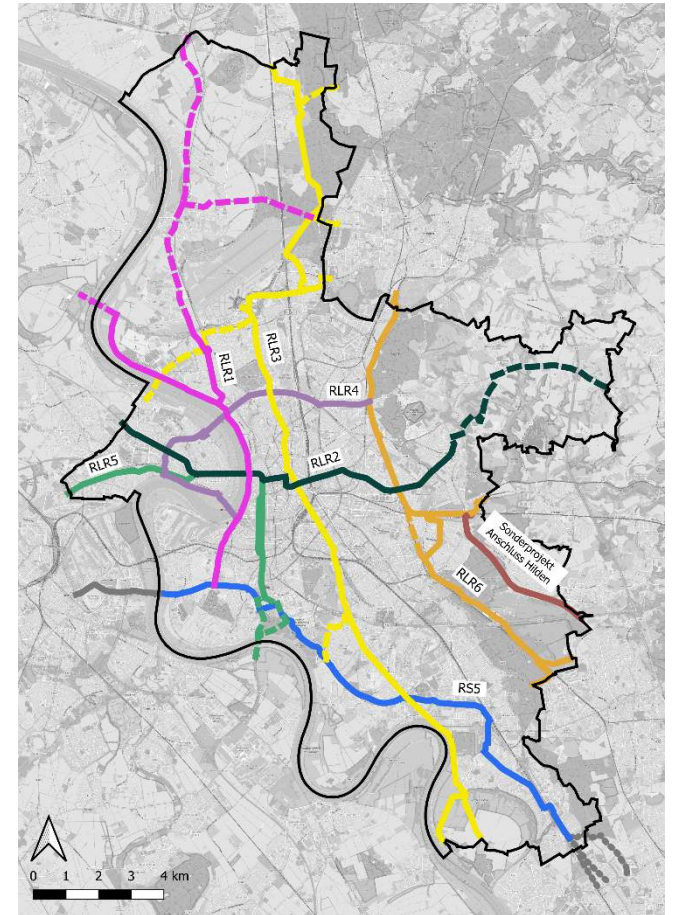 RLR1
RLR3
RLR4
RLR2
RLR5
Sonderprojekt
Anschluss Hilden
RLR6
RS5
0 1 2 3 4 km